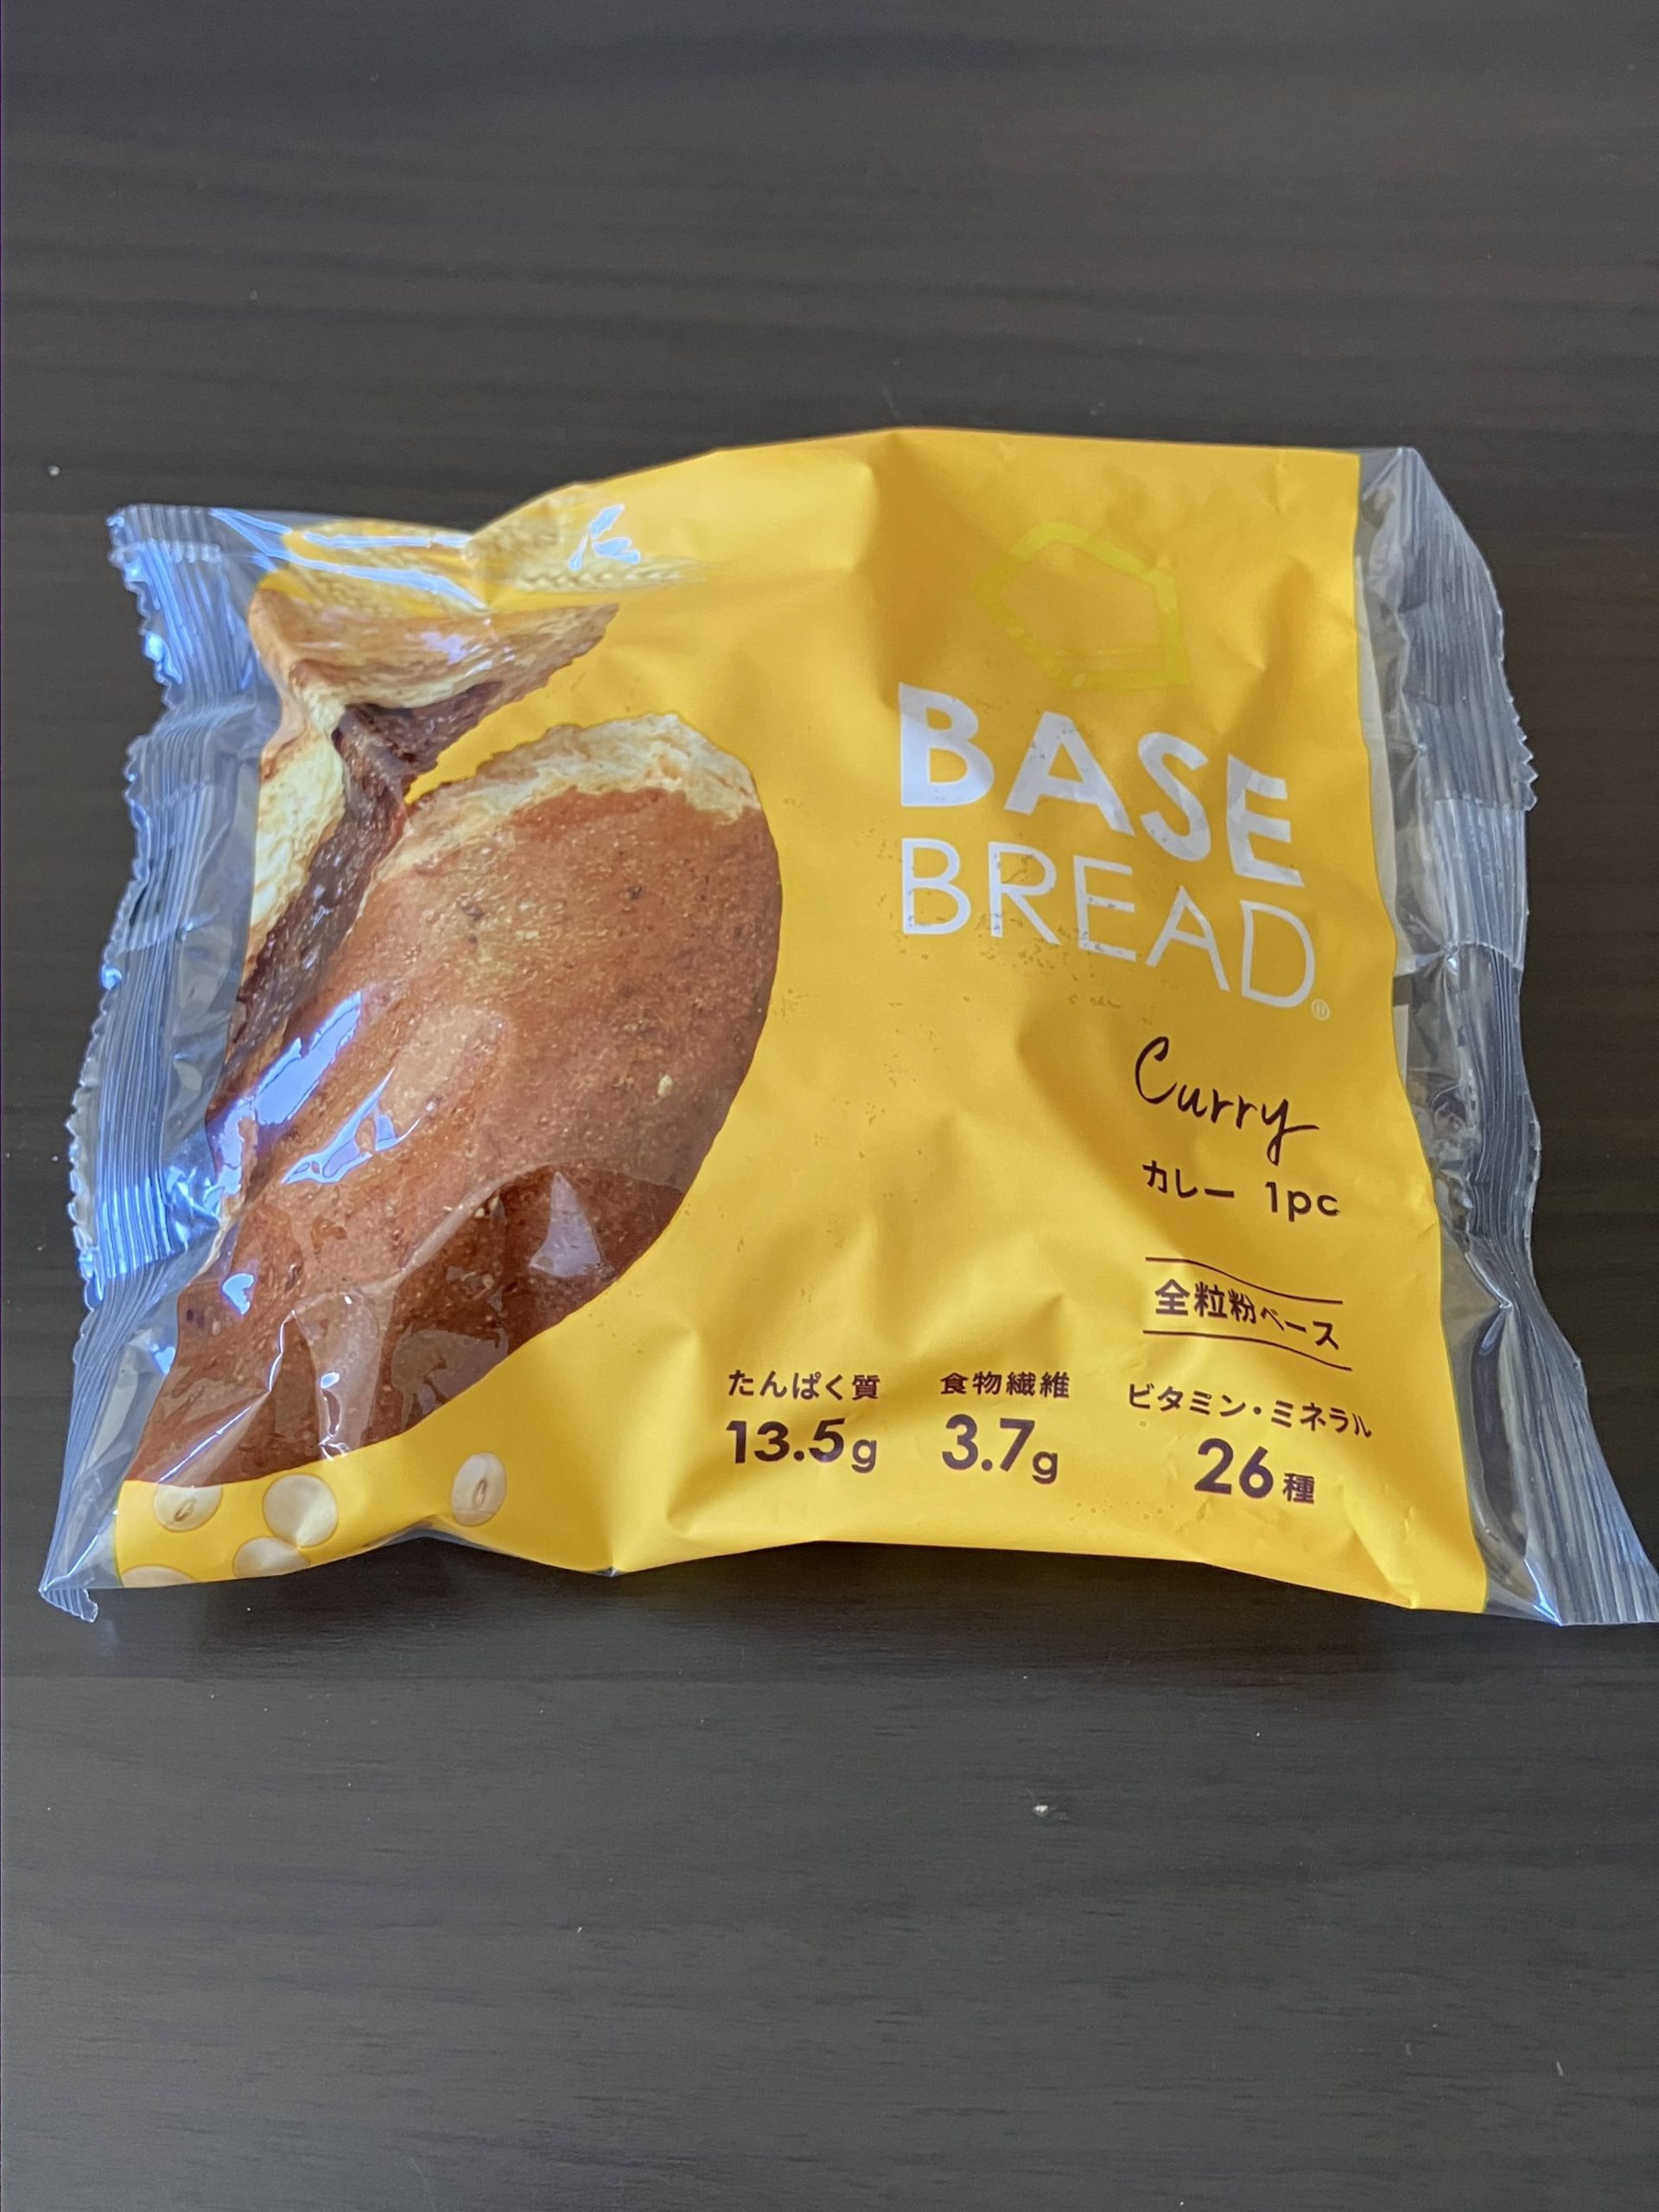 BASE
BREAD®
Curry
カレー 1pc
全粒粉ベース
たんぱく質
13.5g
食物繊維
3.7g
ビタミン・ミネラル
26種